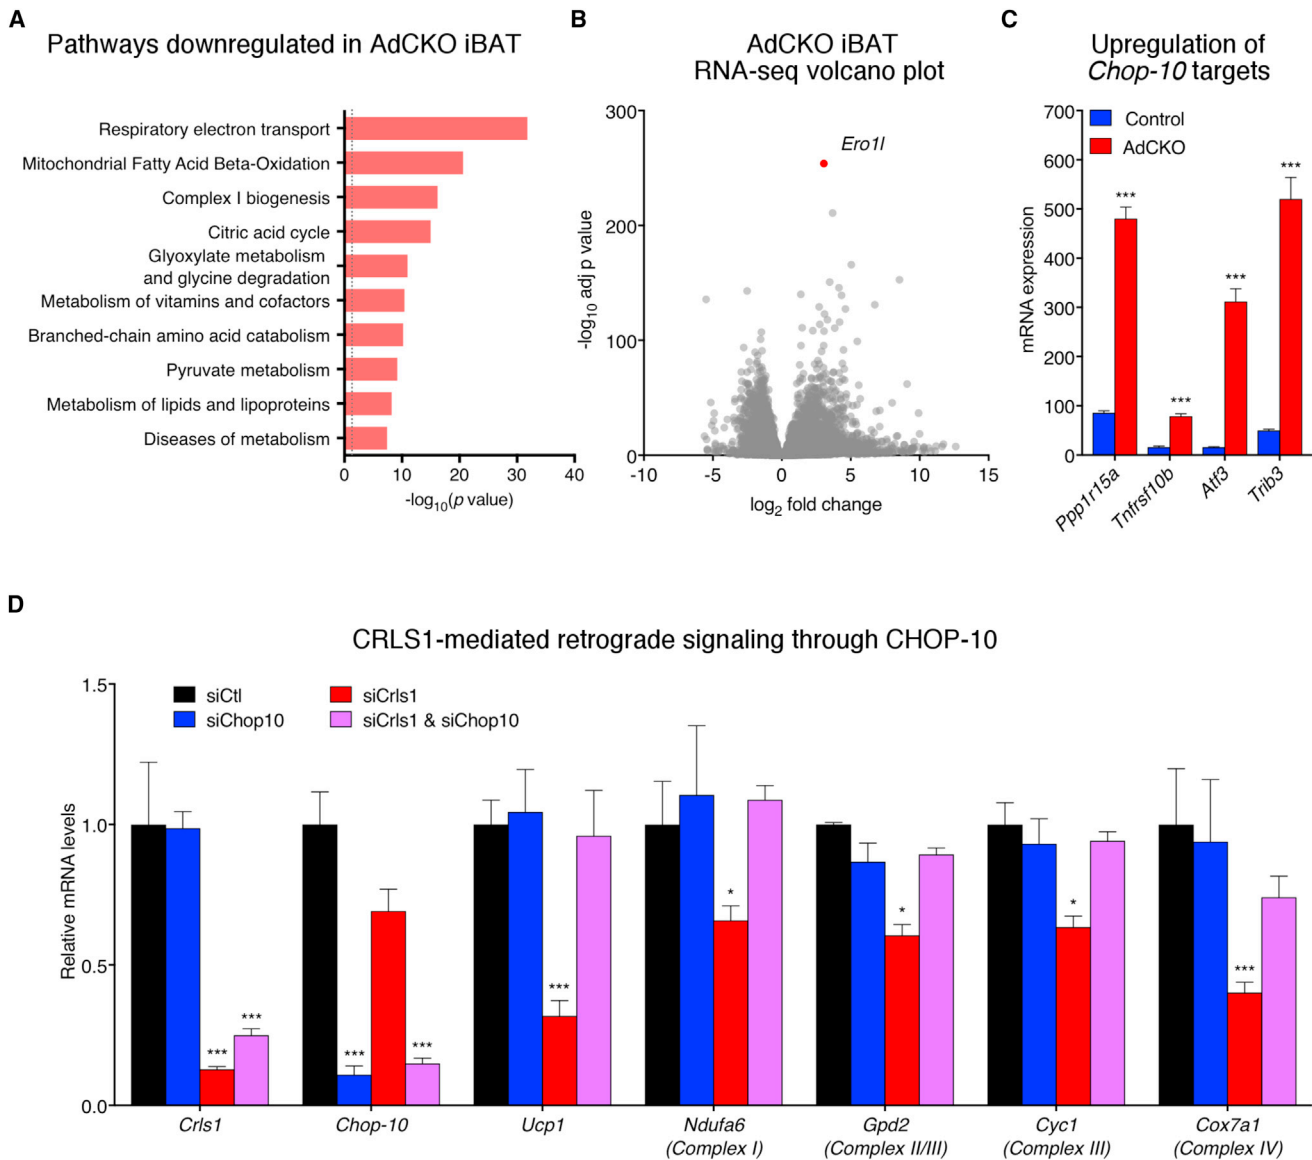 A
Pathways downregulated in AdCKO iBAT
Respiratory electron transport
Mitochondrial Fatty Acid Beta-Oxidation
Complex I biogenesis
Citric acid cycle
Glyoxylate metabolism
and glycine degradation
Metabolism of vitamins and cofactors
Branched-chain amino acid catabolism
Pyruvate metabolism
Metabolism of lipids and lipoproteins
Diseases of metabolism
0 10 20 30 40
-log10(p value)
B
AdCKO iBAT
RNA-seq volcano plot
Ero1l
300
200
100
0
-log10 adj p value
-10 -5 0 5 10 15
log2 fold change
C
Upregulation of
Chop-10 targets
Control
AdCKO
700
600
500
400
300
200
100
0
mRNA expression
***
***
***
***
Ppp1r15a
Tnfrsf10b
Atf3
Trib3
D
CRLS1-mediated retrograde signaling through CHOP-10
siCtl
siChop10
siCrls1
siCrls1 & siChop10
1.5
1.0
0.5
0.0
Relative mRNA levels
*** ***
*** ***
***
*
*
*
***
Crls1
Chop-10
Ucp1
Ndufa6
(Complex I)
Gpd2
(Complex II/III)
Cyc1
(Complex III)
Cox7a1
(Complex IV)